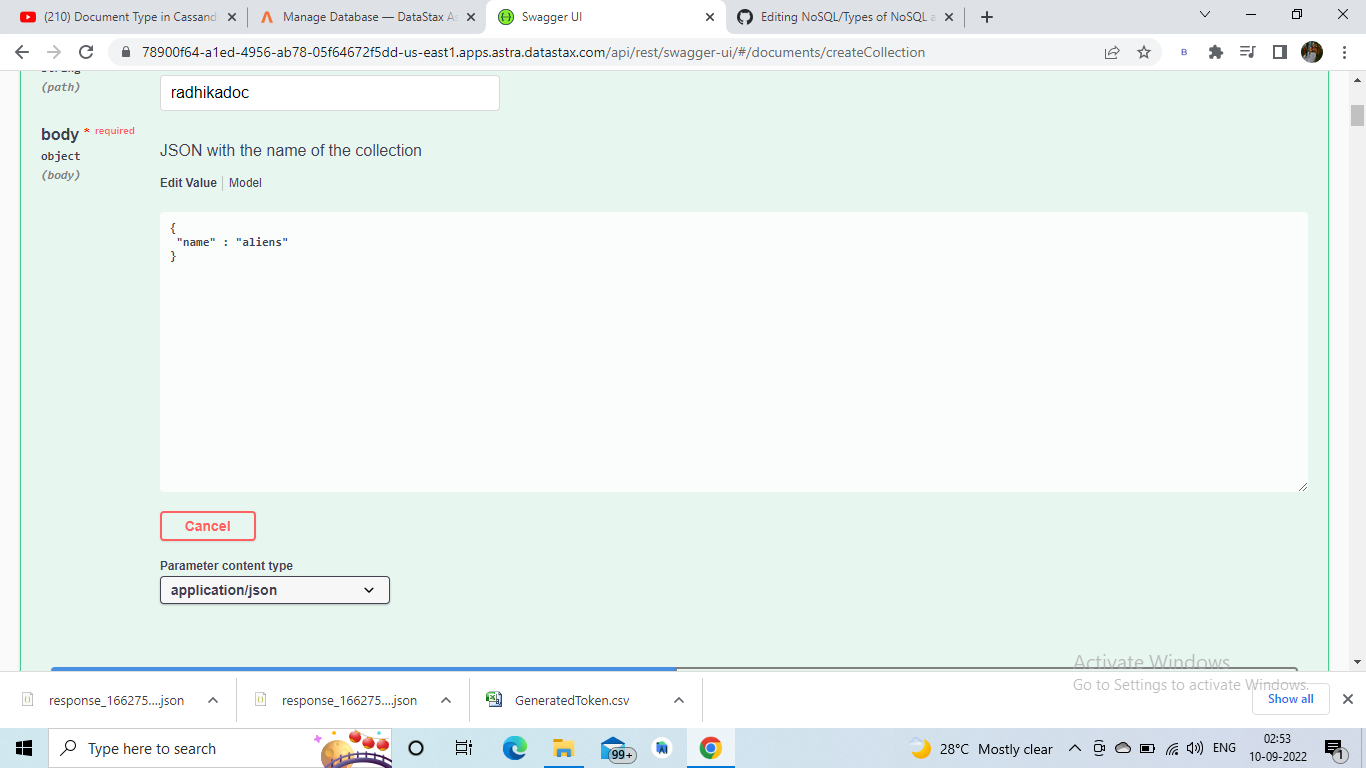 (210) Document Type in Cassand
Manage Database — DataStax As
Swagger UI
Editing NoSQL/Types of NoSQL a
78900f64-a1ed-4956-ab78-05f64672f5dd-us-east1.apps.astra.datastax.com/api/rest/swagger-ui/#/documents/createCollection
B
string
(path)
radhikadoc
body * required
object
(body)
JSON with the name of the collection
Edit Value
Model
{
"name" : "aliens"
}
Cancel
Parameter content type
application/json
Activate Windows
Go to Settings to activate Windows.
response_166275....json
response_166275....json
GeneratedToken.csv
Show all
Type here to search
99+
28°C Mostly clear
ENG
02:53
10-09-2022
1